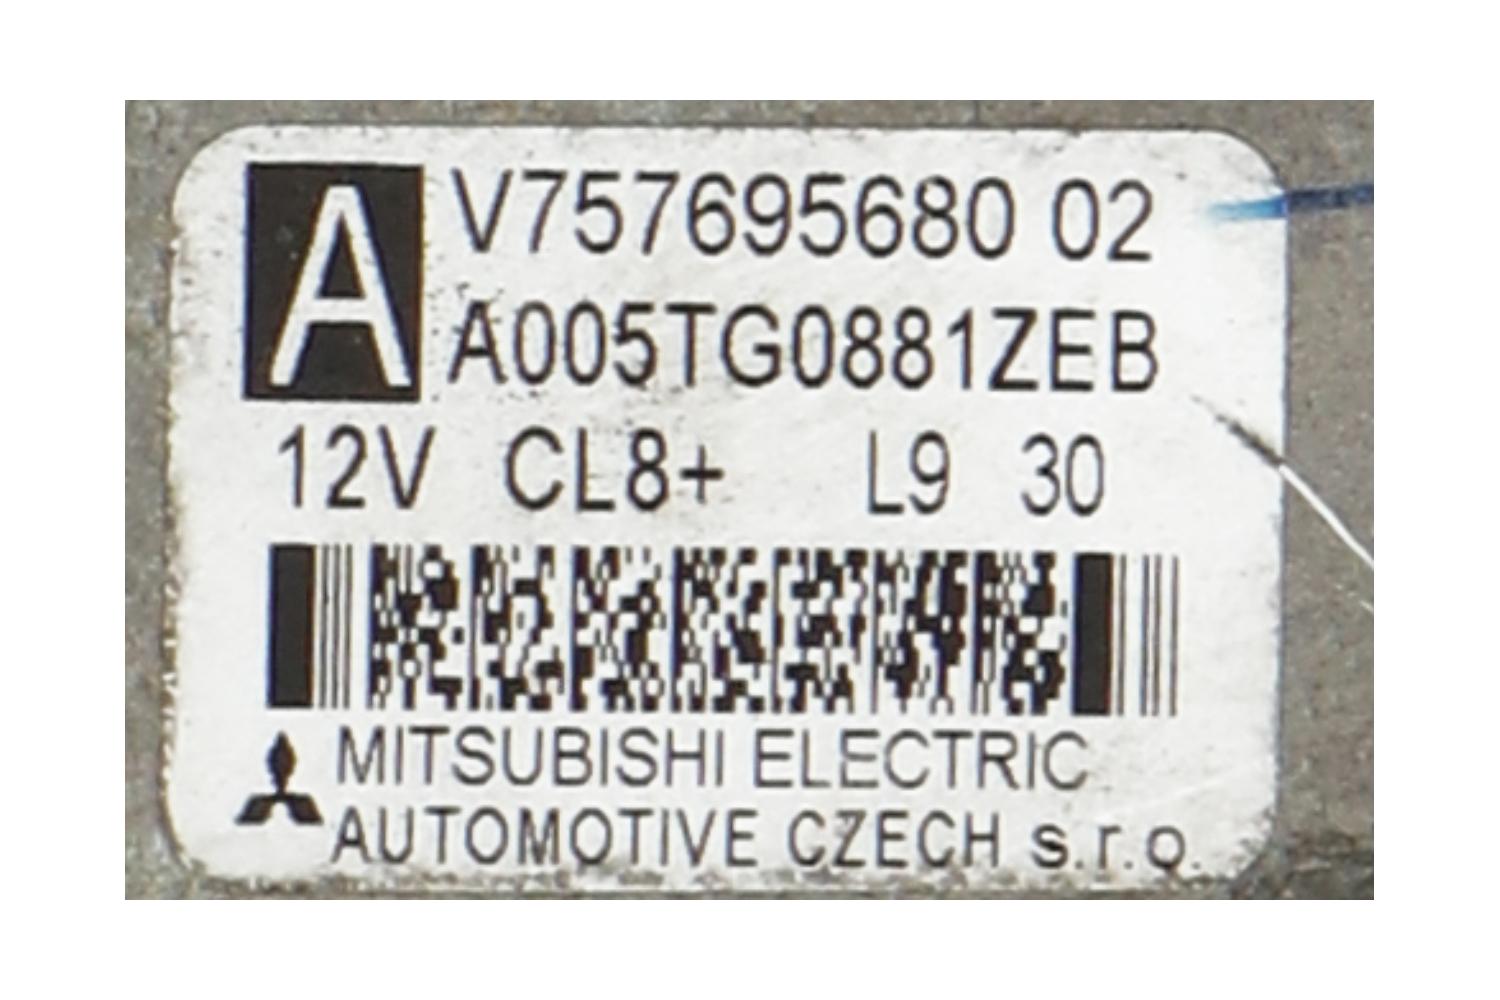 A
V757695680 02
A005TG0881ZEB
12V CL8+ L9 30
MITSUBISHI ELECTRIC
AUTOMOTIVE CZECH s.r.o.